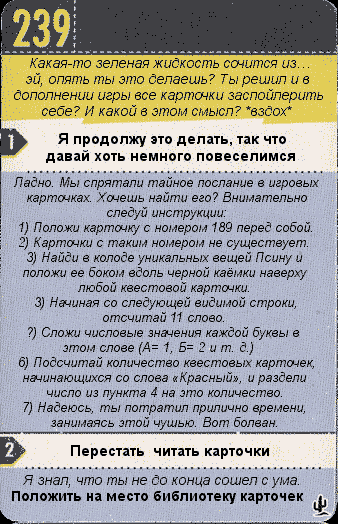 239
Какая-то зеленая жидкость сочится из…
эй, опять ты это делаешь? Ты решил и в
дополнении игры все карточки заспойлерить
себе? И какой в этом смысл? *вздох*
1
Я продолжу это делать, так что
давай хоть немного повеселимся
Ладно. Мы спрятали тайное послание в игровых
карточках. Хочешь найти его? Внимательно
следуй инструкции:
1) Положи карточку с номером 189 перед собой.
2) Карточки с таким номером не существует.
3) Найди в колоде уникальных вещей Псину и
положи ее боком вдоль черной каёмки наверху
любой квестовой карточки.
3) Начиная со следующей видимой строки,
отсчитай 11 слово.
?) Сложи числовые значения каждой буквы в
этом слове (А= 1, Б= 2 и т. д.)
6) Подсчитай количество квестовых карточек,
начинающихся со слова «Красный», и раздели
число из пункта 4 на это количество.
7) Надеюсь, ты потратил прилично времени,
занимаясь этой чушью. Вот болван.
2
Перестать читать карточки
Я знал, что ты не до конца сошел с ума.
Положить на место библиотеку карточек